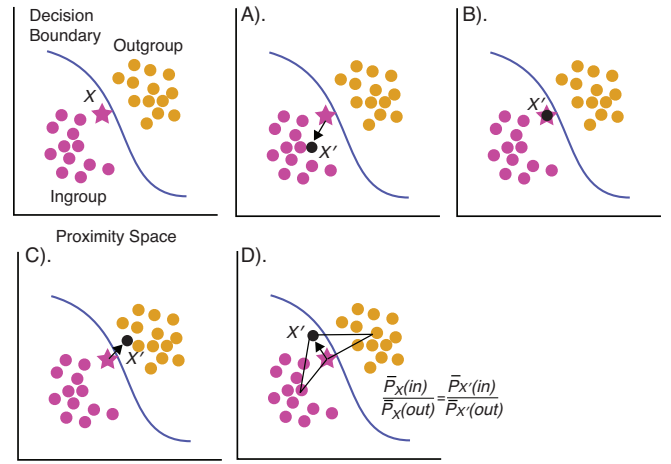 Decision
Boundary
Outgroup
X
Ingroup
A).
X′
B).
X′
Proximity Space
C).
X′
D).
X′
P̅X(in) / P̅X(out) = P̅X′(in) / P̅X′(out)